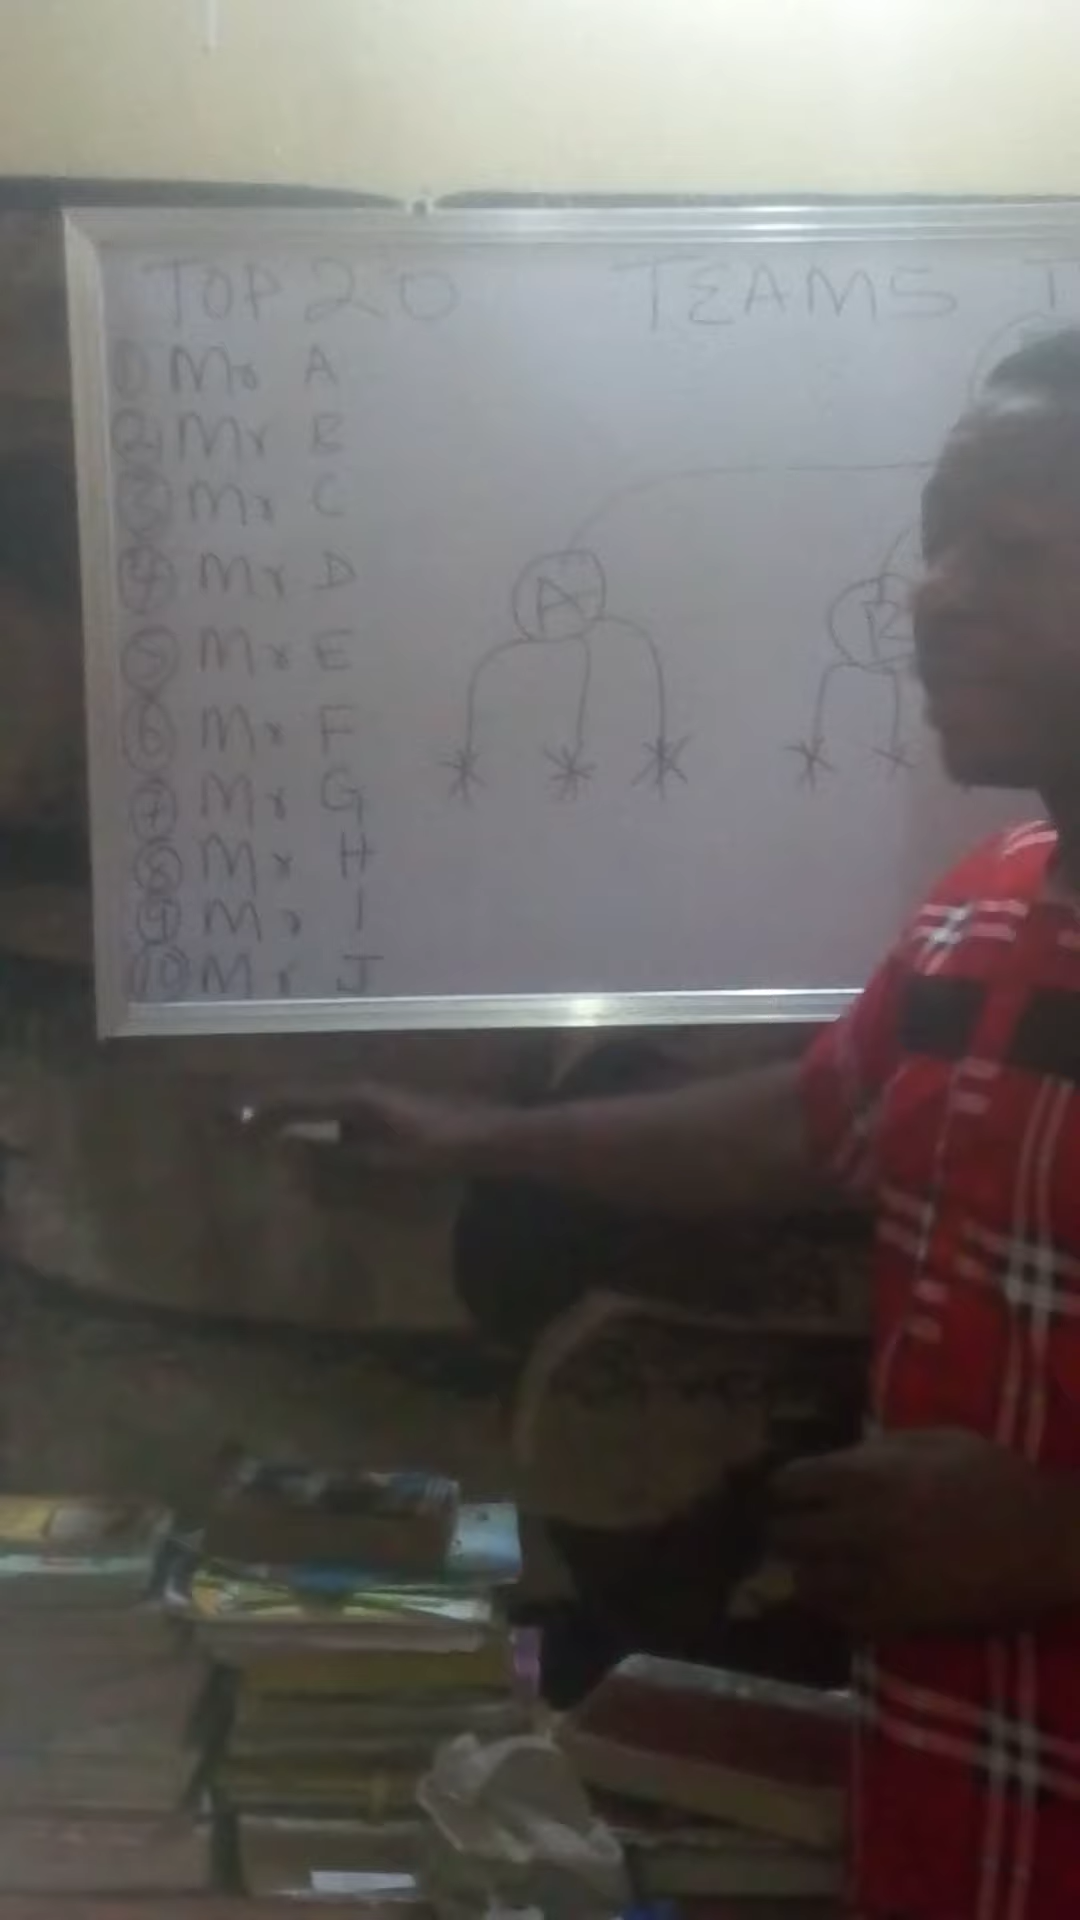 TOP 20 TEAMS
① Mr A
② Mr B
③ Mr C
④ Mr D
⑤ Mr E
⑥ Mr F
⑦ Mr G
⑧ Mr H
⑨ Mr I
⑩ Mr J
A
B